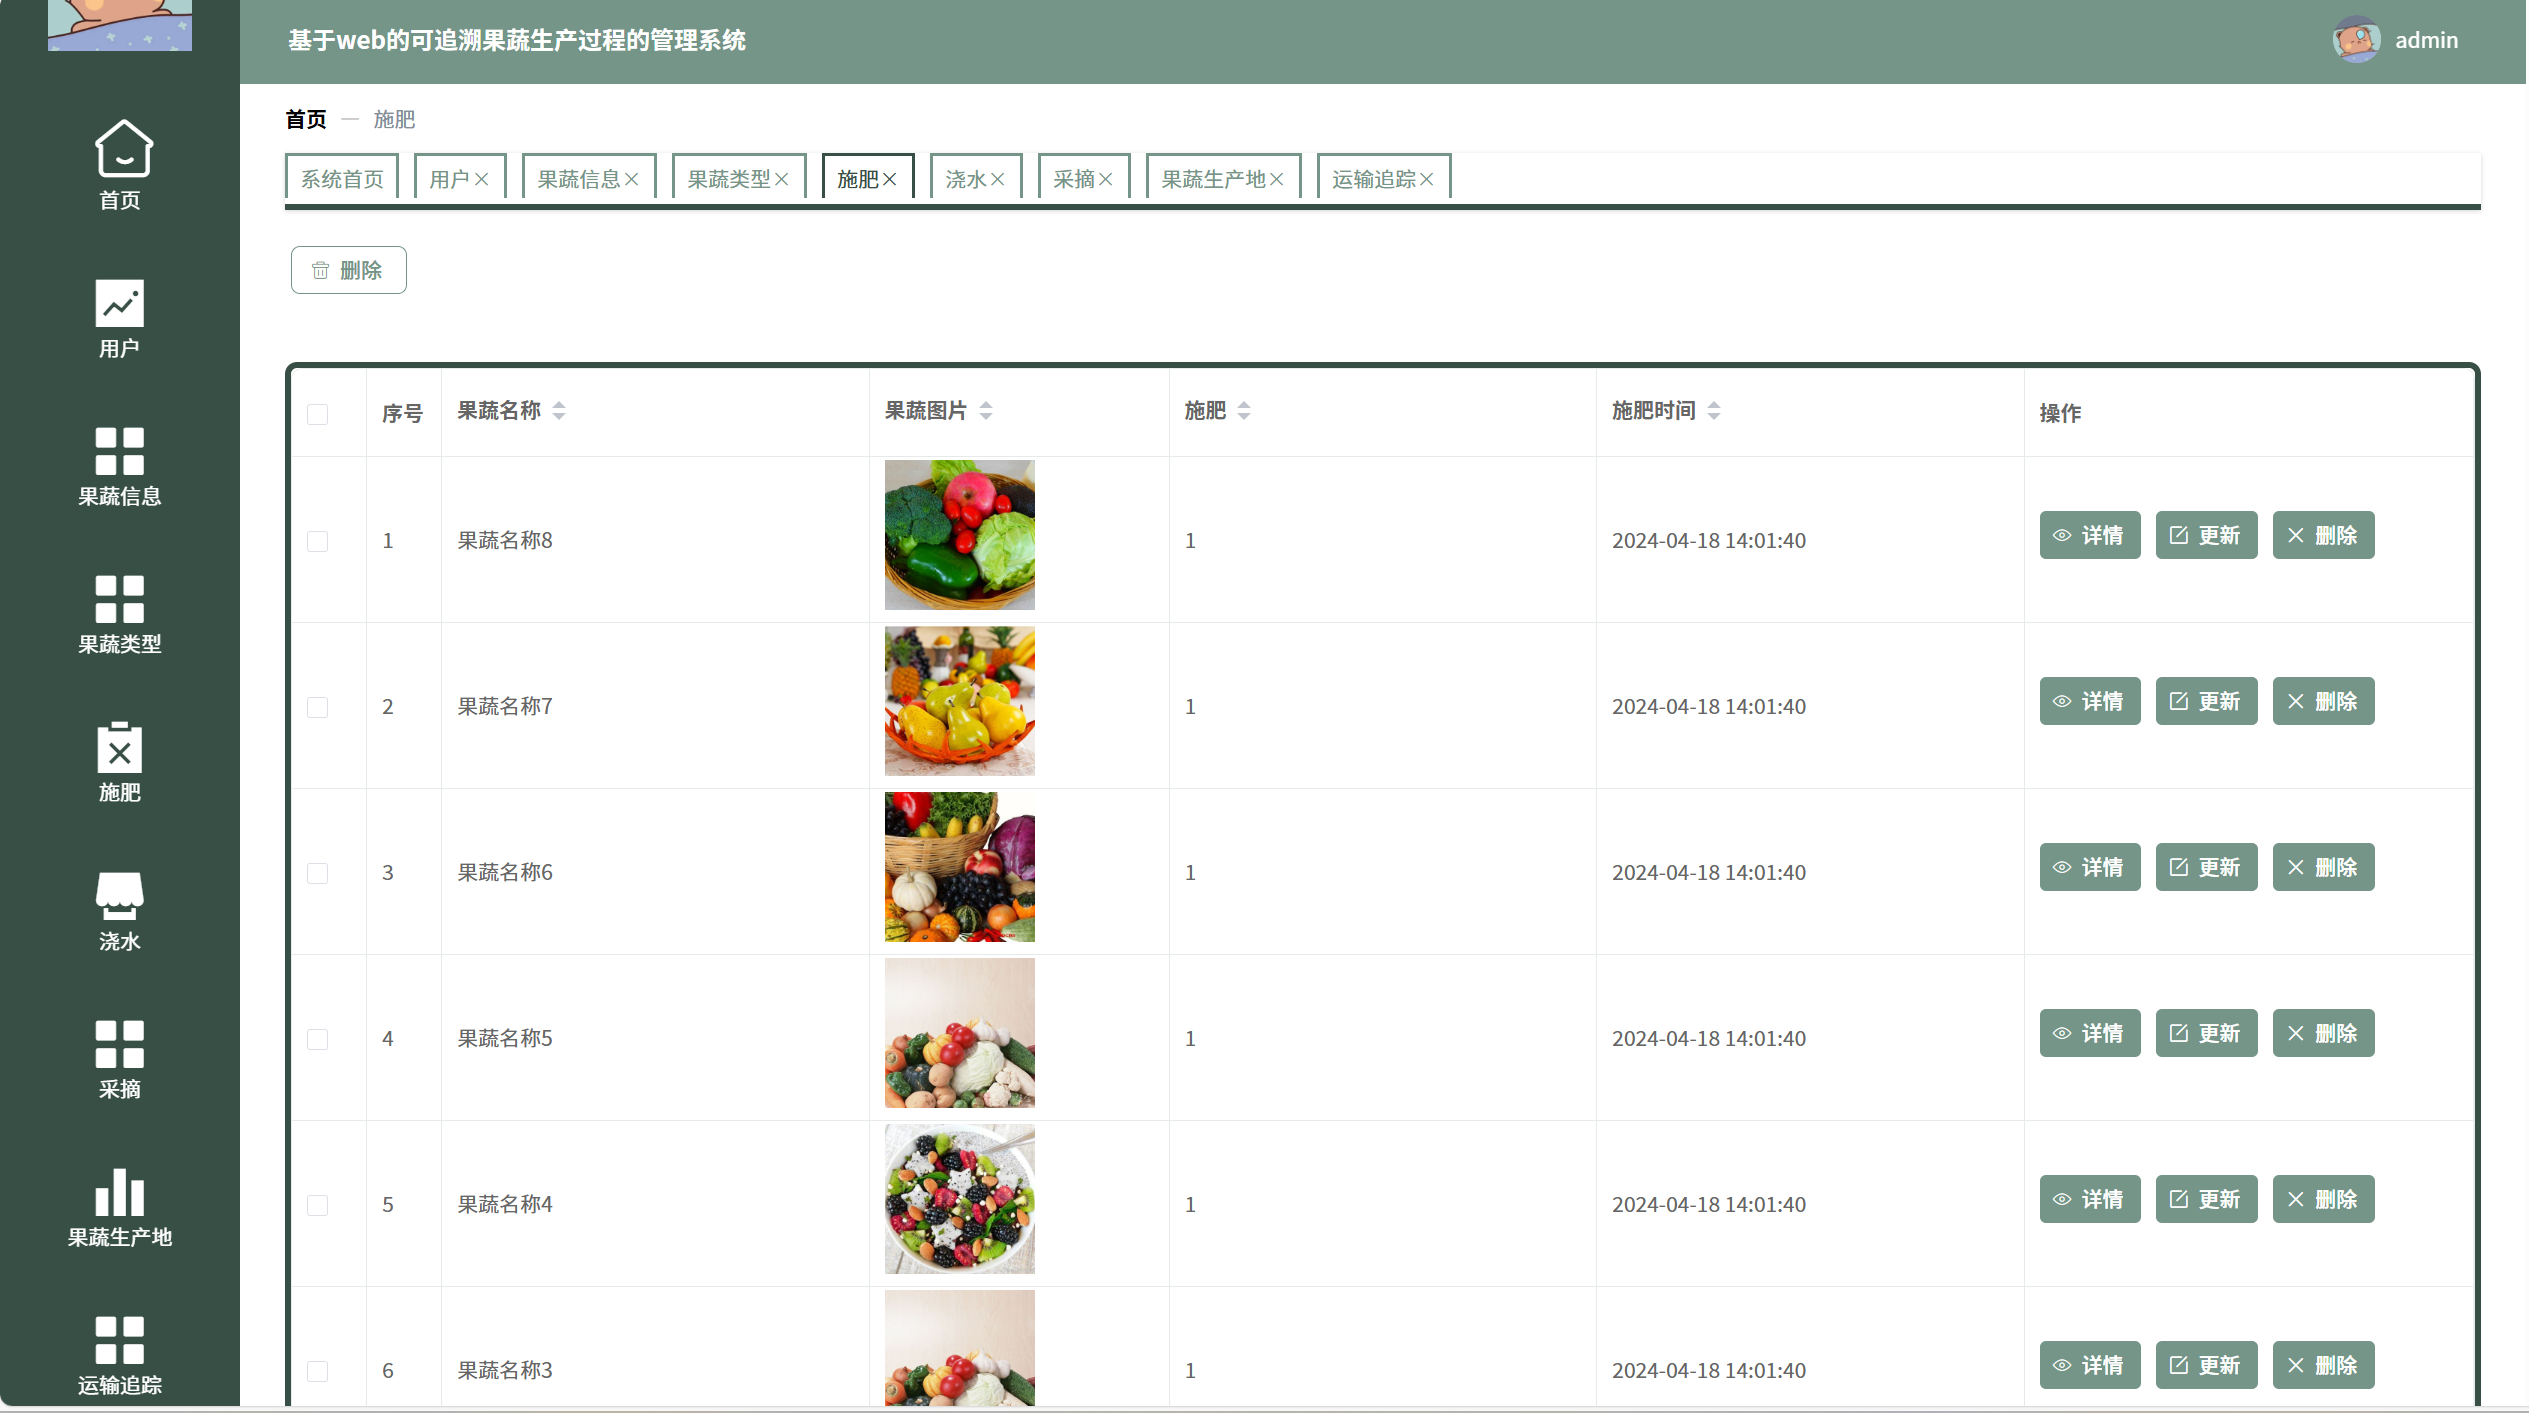 基于web的可追溯果蔬生产过程的管理系统
admin
首页
用户
果蔬信息
果蔬类型
施肥
浇水
采摘
果蔬生产地
运输追踪
首页 — 施肥
系统首页 用户 果蔬信息 果蔬类型 施肥 浇水 采摘 果蔬生产地 运输追踪
删除
序号 果蔬名称 果蔬图片 施肥 施肥时间 操作
1 果蔬名称8 1 2024-04-18 14:01:40 详情 更新 删除
2 果蔬名称7 1 2024-04-18 14:01:40 详情 更新 删除
3 果蔬名称6 1 2024-04-18 14:01:40 详情 更新 删除
4 果蔬名称5 1 2024-04-18 14:01:40 详情 更新 删除
5 果蔬名称4 1 2024-04-18 14:01:40 详情 更新 删除
6 果蔬名称3 1 2024-04-18 14:01:40 详情 更新 删除